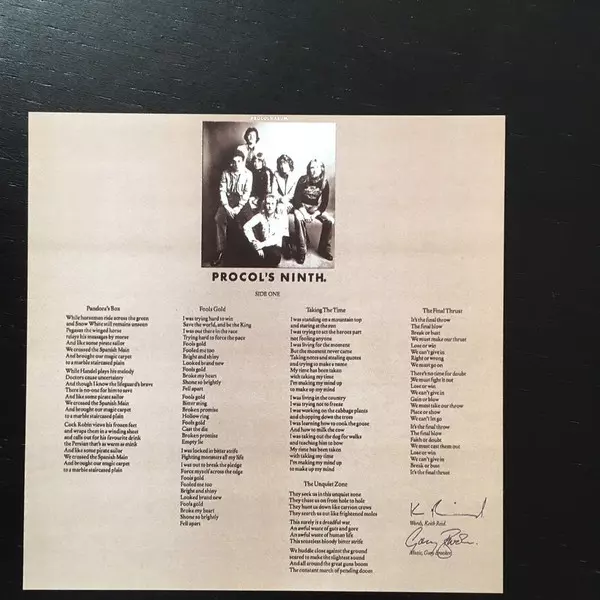 PROCOL HARUM
PROCOL'S NINTH.
SIDE ONE
Pandora's Box
While horsemen ride across the green
and Snow White still remains unseen
Pegasus the winged horse
relays his messages by morse
And like some pirate sailor
We crossed the Spanish Main
And brought our magic carpet
to a marble staircased plain
While I handel plays his melody
Doctors cause uncertainty
And though I know the lifeguard's brave
There is no-one for him to save
And like some pirate sailor
We crossed the Spanish Main
And brought our magic carpet
to a marble staircased plain
Cock Robin views his frozen feet
and wraps them in a winding sheet
and calls out for his favourite drink
the Persian that's as warm as mink
And like some pirate sailor
We crossed the Spanish Main
And brought our magic carpet
to a marble staircased plain
Fools Gold
I was trying hard to win
Save the world, and be the King
I was out there in the race
Trying hard to force the pace
Fools gold
Fooled me too
Bright and shiny
Looked brand new
Fools gold
Broke my heart
Shone so brightly
Fell apart
Fools gold
Bitter sting
Broken promise
Hollow ring
Fools gold
Cast the die
Broken promise
Empty lie
I was locked in bitter strife
Fighting monsters all my life
I was out to break the pledge
Force myself across the edge
Fools gold
Fooled me too
Bright and shiny
Looked brand new
Fools gold
Broke my heart
Shone so brightly
Fell apart
Taking The Time
I was standing on a mountain top
and staring at the sun
I was trying to act the heroes part
not fooling anyone
I was living for the moment
But the moment never came
Taking notes and stealing quotes
and trying to make a name
My time has been taken
with taking my time
I'm making my mind up
to make up my mind
I was living in the country
I was trying not to freeze
I was working on the cabbage plants
and chopping down the trees
I was learning how to cook the goose
And how to milk the cow
I was taking out the dog for walks
and teaching him to bow
My time has been taken
with taking my time
I'm making my mind up
to make up my mind
The Unquiet Zone
They seek us in this unquiet zone
They chase us from hole to hole
They hunt us down like carrion crows
They search us out like frightened moles
This surely is a dreadful war
An awful waste of guts and gore
An awful waste of human life
This senseless bloody bitter strife
We huddle close against the ground
scared to make the slightest sound
And all around the great guns boom
The constant march of pending doom
The Final Thrust
It's the final throw
The final blow
Break or bust
We must make our thrust
Lose or win
We can't give in
Right or wrong
We must go on
There's no time for doubt
We must fight it out
Lose or win
We can't give in
Gain or blow
We must take our throw
Place or show
We can't let go
It's the final throw
The final blow
Faith or doubt
We must cast them out
Lose or win
We can't give in
Break or bust
It's the final thrust
Words, Keith Reid.
Music, Gary Brooker.